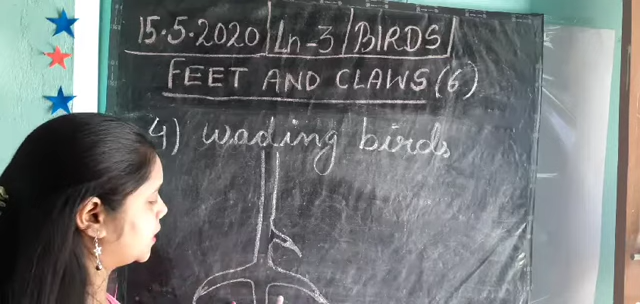 15.5.2020 Ln-3 BIRDS
FEET AND CLAWS (6)
4) wading birds